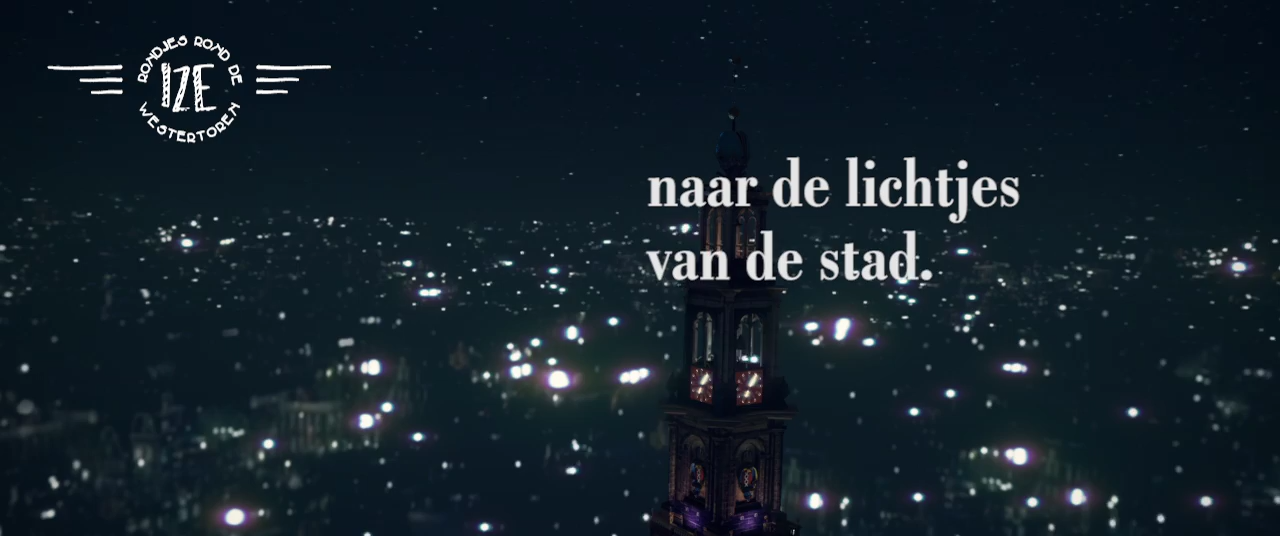 RONDJES ROND DE
IZE
WESTERTOREN
naar de lichtjes
van de stad.